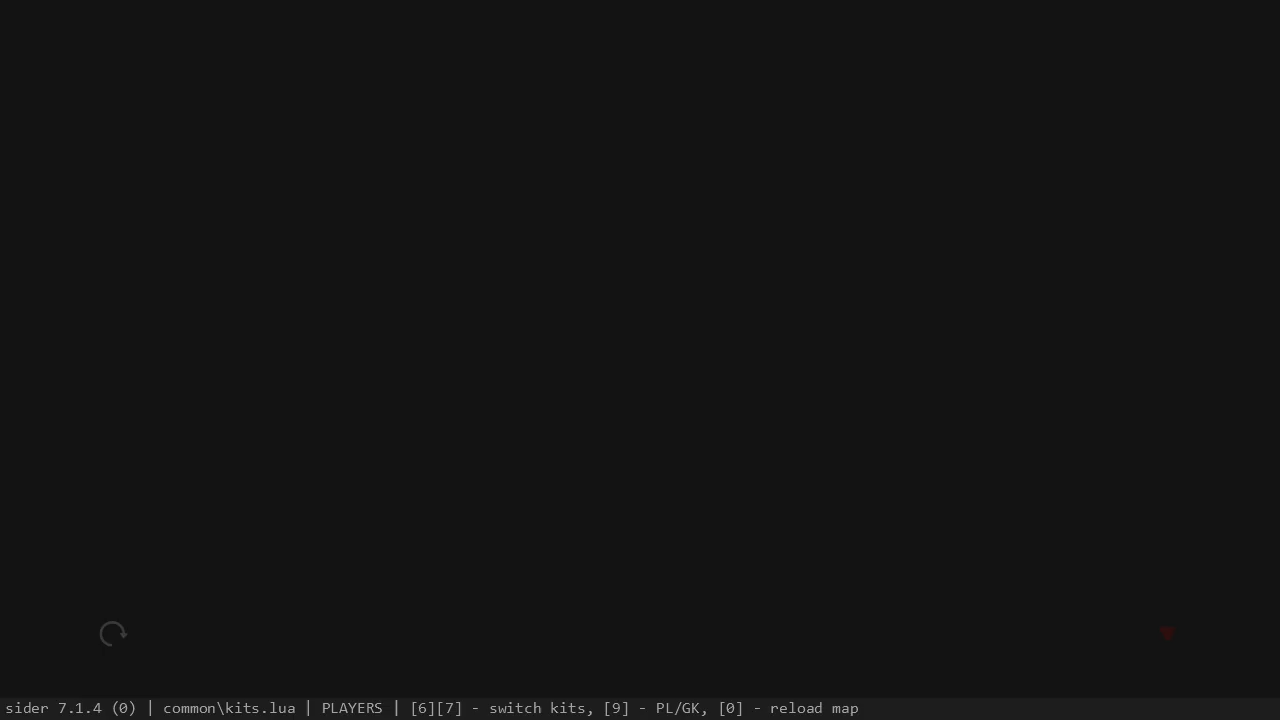 sider 7.1.4 (0) | common\kits.lua | PLAYERS | [6][7] - switch kits, [9] - PL/GK, [0] - reload map